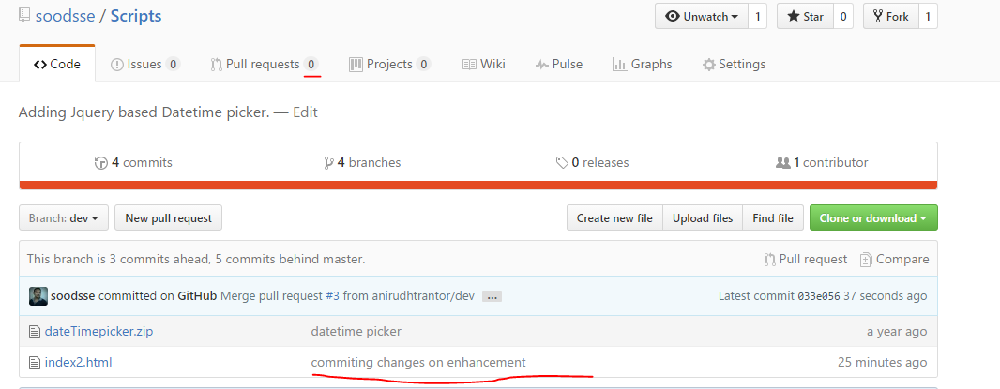 soodsse / Scripts Unwatch 1 Star 0 Fork 1
Code Issues 0 Pull requests 0 Projects 0 Wiki Pulse Graphs Settings
Adding Jquery based Datetime picker. — Edit
4 commits 4 branches 0 releases 1 contributor
Branch: dev New pull request Create new file Upload files Find file Clone or download
This branch is 3 commits ahead, 5 commits behind master. Pull request Compare
soodsse committed on GitHub Merge pull request #3 from anirudhtrantor/dev ... Latest commit 033e056 37 seconds ago
dateTimepicker.zip datetime picker a year ago
index2.html commiting changes on enhancement 25 minutes ago